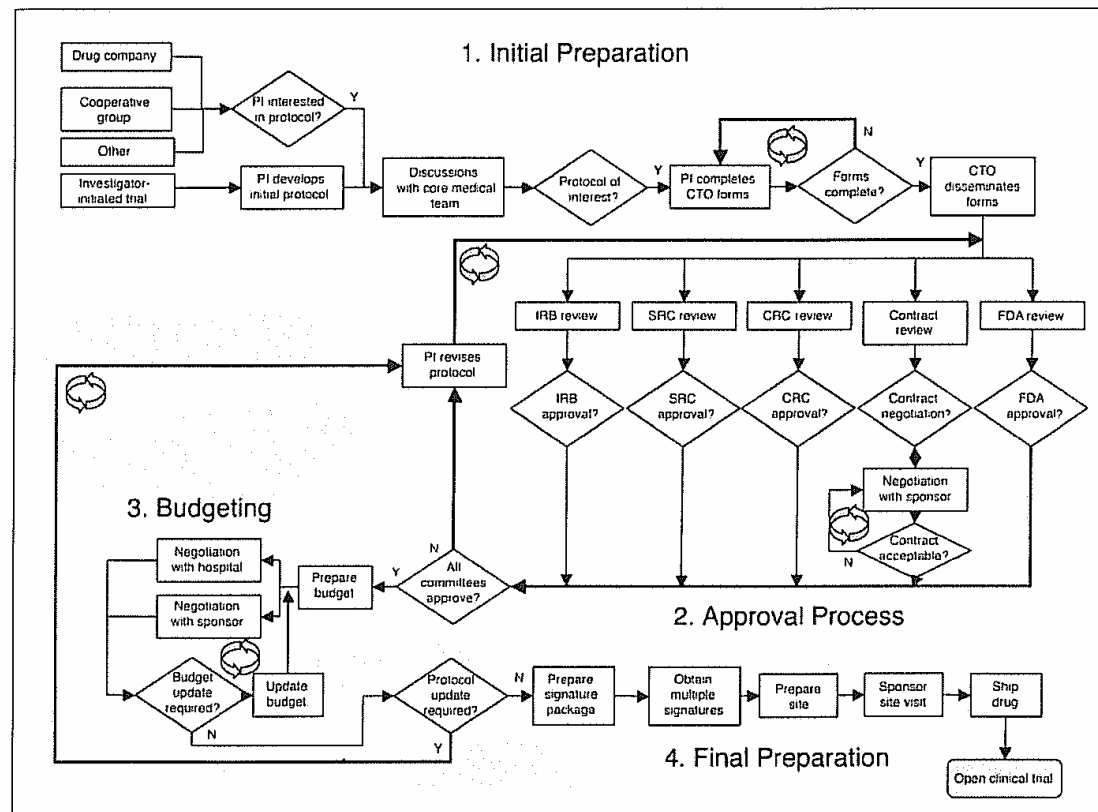 1. Initial Preparation
Drug company
Cooperative
group
Other
Investigator-
initiated trial
PI interested
in protocol?
Y
PI develops
initial protocol
Discussions
with core medical
team
Protocol of
interest?
Y
PI completes
CTO forms
N
Forms
complete?
Y
CTO
disseminates
forms
IRB review
SRC review
CRC review
Contract
review
FDA review
PI revises
protocol
IRB
approval?
SRC
approval?
CRC
approval?
Contract
negotiation?
FDA
approval?
Negotiation
with sponsor
Contract
acceptable?
N
3. Budgeting
Negotiation
with hospital
Negotiation
with sponsor
Prepare
budget
Y
N
All
committees
approve?
2. Approval Process
Budget
update
required?
N
Update
budget
Protocol
update
required?
N
Y
Prepare
signature
package
Obtain
multiple
signatures
Prepare
site
Sponsor
site visit
Ship
drug
4. Final Preparation
Open clinical trial